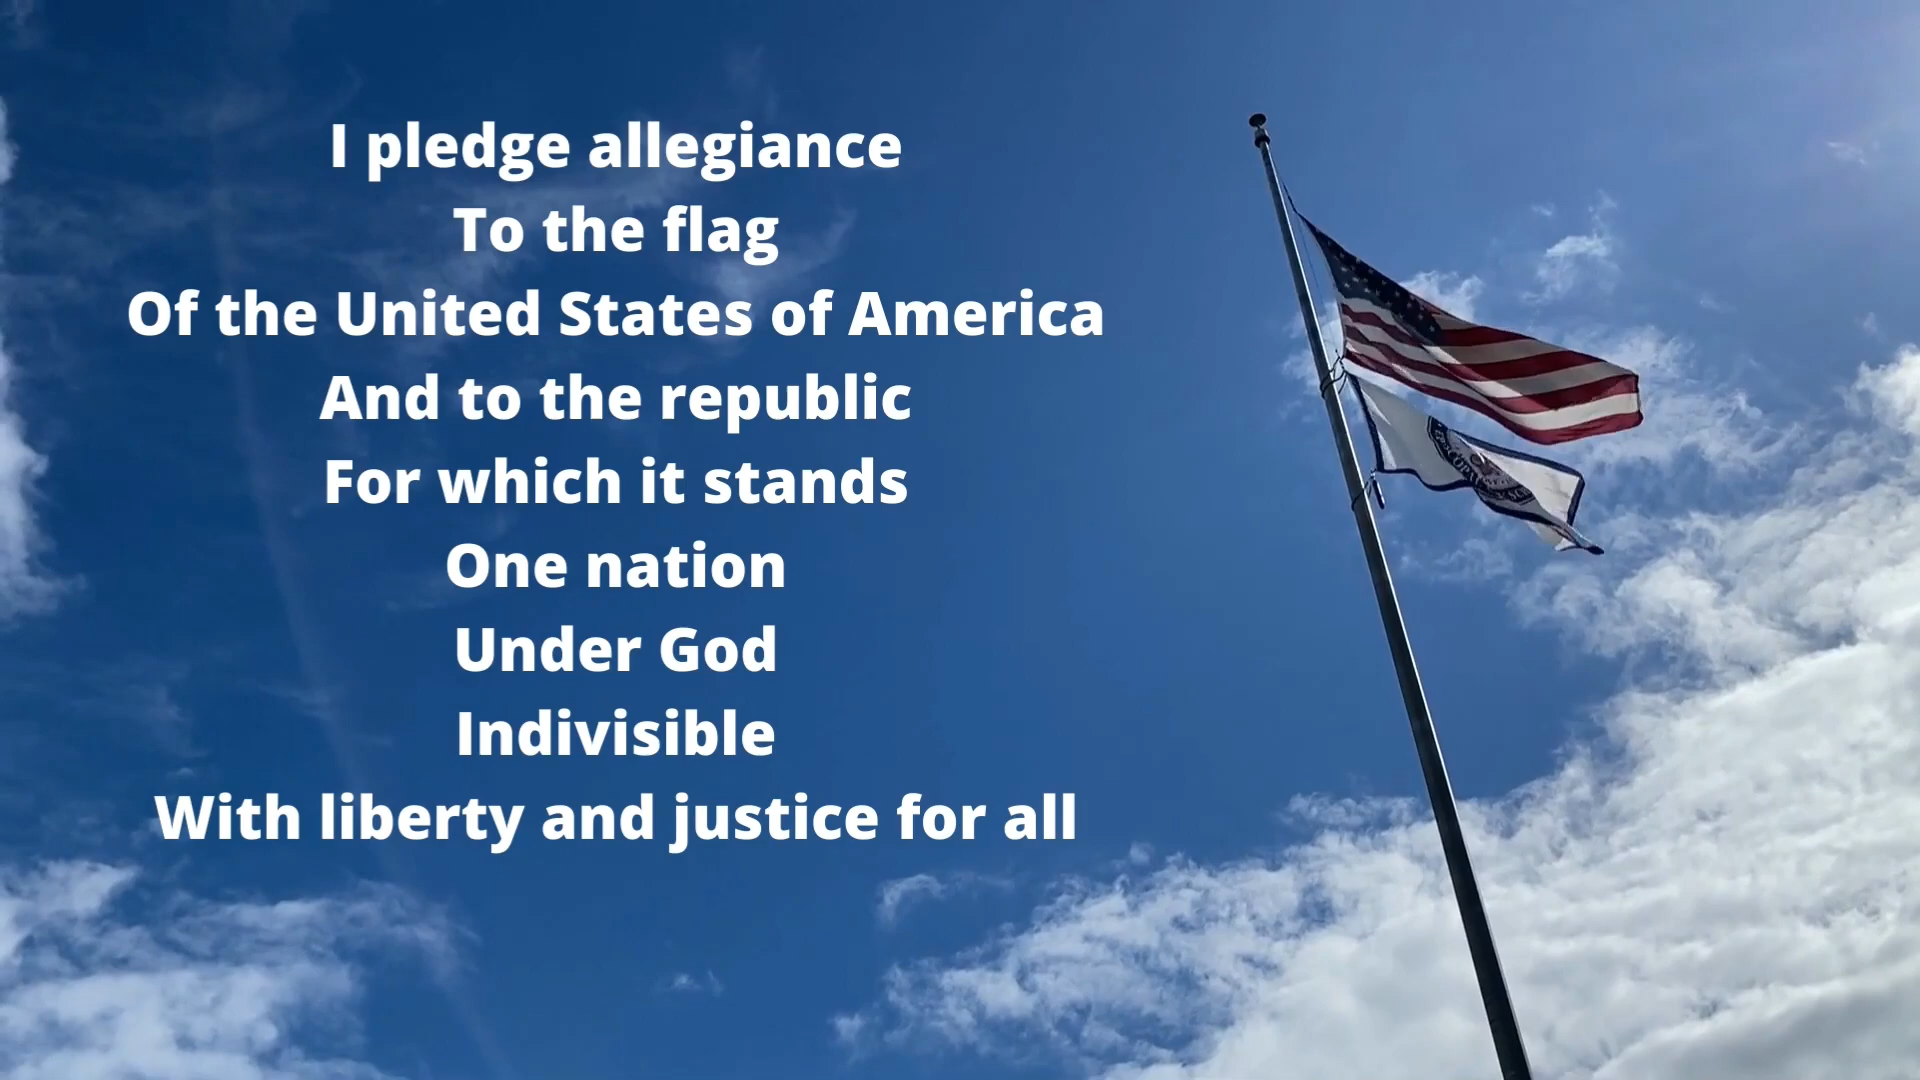 I pledge allegiance
To the flag
Of the United States of America
And to the republic
For which it stands
One nation
Under God
Indivisible
With liberty and justice for all